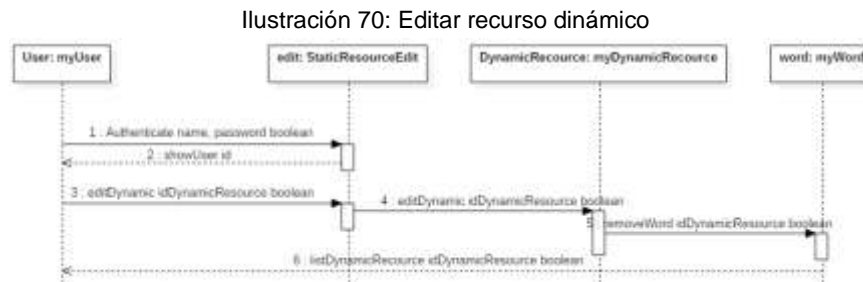 Ilustración 70: Editar recurso dinámico
User: myUser
edit: StaticResourceEdit
DynamicRecource: myDynamicRecource
word: myWord
1 : Authenticate name, password boolean
2 : showUser id
3 : editDynamic idDynamicResource boolean
4 : editDynamic idDynamicResource boolean
5 : removeWord idDynamicResource boolean
6 : listDynamicRecource idDynamicResource boolean